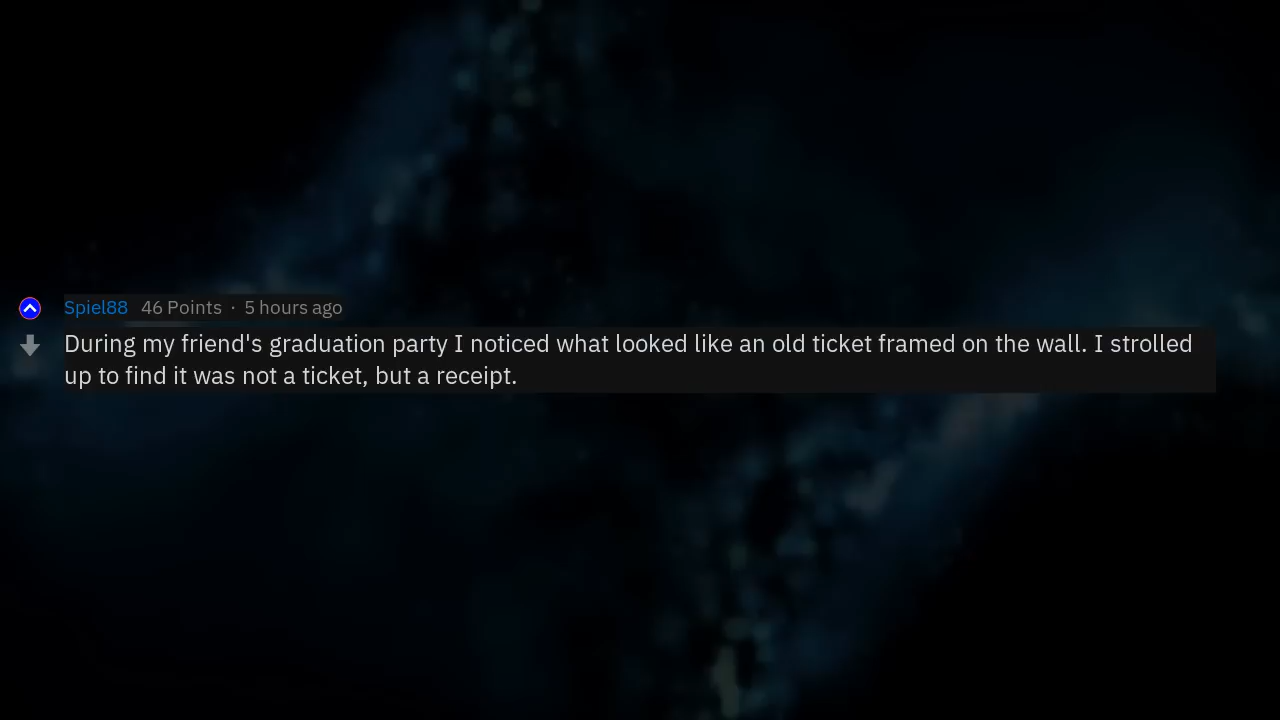 Spiel88 46 Points · 5 hours ago
During my friend's graduation party I noticed what looked like an old ticket framed on the wall. I strolled
up to find it was not a ticket, but a receipt.